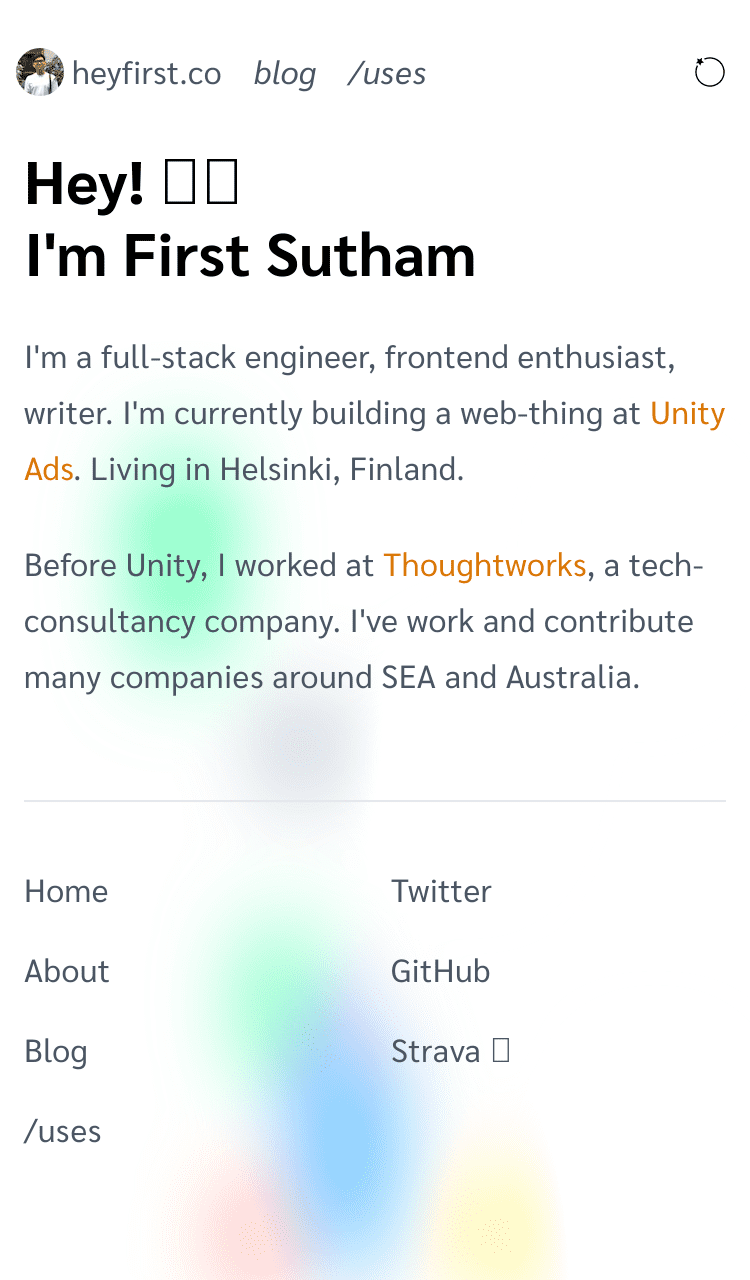 heyfirst.co blog /uses
Hey!
I'm First Sutham
I'm a full-stack engineer, frontend enthusiast,
writer. I'm currently building a web-thing at Unity
Ads. Living in Helsinki, Finland.
Before Unity, I worked at Thoughtworks, a tech-
consultancy company. I've work and contribute
many companies around SEA and Australia.
Home
About
Blog
/uses
Twitter
GitHub
Strava